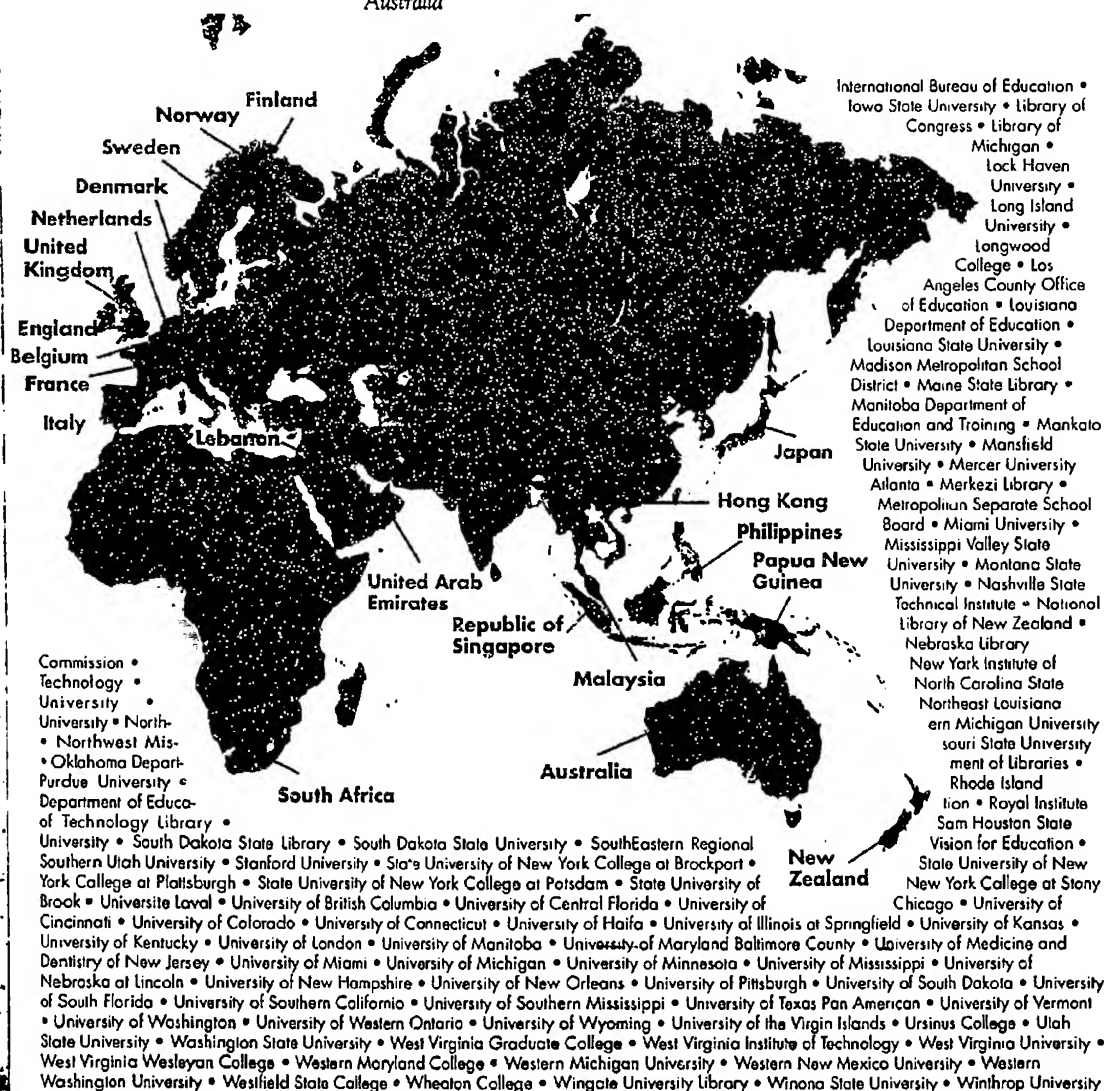 Australia
Finland
Norway
Sweden
Denmark
Netherlands
United
Kingdom
England
Belgium
France
Italy
Lebanon
Japan
Hong Kong
Philippines
Papua New
Guinea
United Arab
Emirates
Republic of
Singapore
Malaysia
Australia
South Africa
New
Zealand
International Bureau of Education •
Iowa State University • Library of
Congress • Library of
Michigan •
Lock Haven
University •
Long Island
University •
Longwood
College • Los
Angeles County Office
of Education • Louisiana
Department of Education •
Louisiana State University •
Madison Metropolitan School
District • Maine State Library •
Manitoba Department of
Education and Training • Mankato
State University • Mansfield
University • Mercer University
Atlanta • Merkezi Library •
Metropolitan Separate School
Board • Miami University •
Mississippi Valley State
University • Montana State
University • Nashville State
Technical Institute • National
Library of New Zealand •
Nebraska Library
Commission • New York Institute of
Technology • North Carolina State
University • Northeast Louisiana
University • North- ern Michigan University
• Northwest Mis- souri State University
• Oklahoma Depart- ment of Libraries •
Purdue University • Rhode Island
Department of Educa- tion • Royal Institute
of Technology Library • Sam Houston State
University • South Dakota State Library • South Dakota State University • SouthEastern Regional Vision for Education •
Southern Utah University • Stanford University • State University of New York College at Brockport • State University of New
York College at Plattsburgh • State University of New York College at Potsdam • State University of New York College at Stony
Brook • Universite Laval • University of British Columbia • University of Central Florida • University of Chicago • University of
Cincinnati • University of Colorado • University of Connecticut • University of Haifa • University of Illinois at Springfield • University of Kansas •
University of Kentucky • University of London • University of Manitoba • University of Maryland Baltimore County • University of Medicine and
Dentistry of New Jersey • University of Miami • University of Michigan • University of Minnesota • University of Mississippi • University of
Nebraska at Lincoln • University of New Hampshire • University of New Orleans • University of Pittsburgh • University of South Dakota • University
of South Florida • University of Southern California • University of Southern Mississippi • University of Texas Pan American • University of Vermont
• University of Washington • University of Western Ontario • University of Wyoming • University of the Virgin Islands • Ursinus College • Utah
State University • Washington State University • West Virginia Graduate College • West Virginia Institute of Technology • West Virginia University •
West Virginia Wesleyan College • Western Maryland College • Western Michigan University • Western New Mexico University • Western
Washington University • Westfield State College • Wheaton College • Wingate University Library • Winona State University • Winthrop University